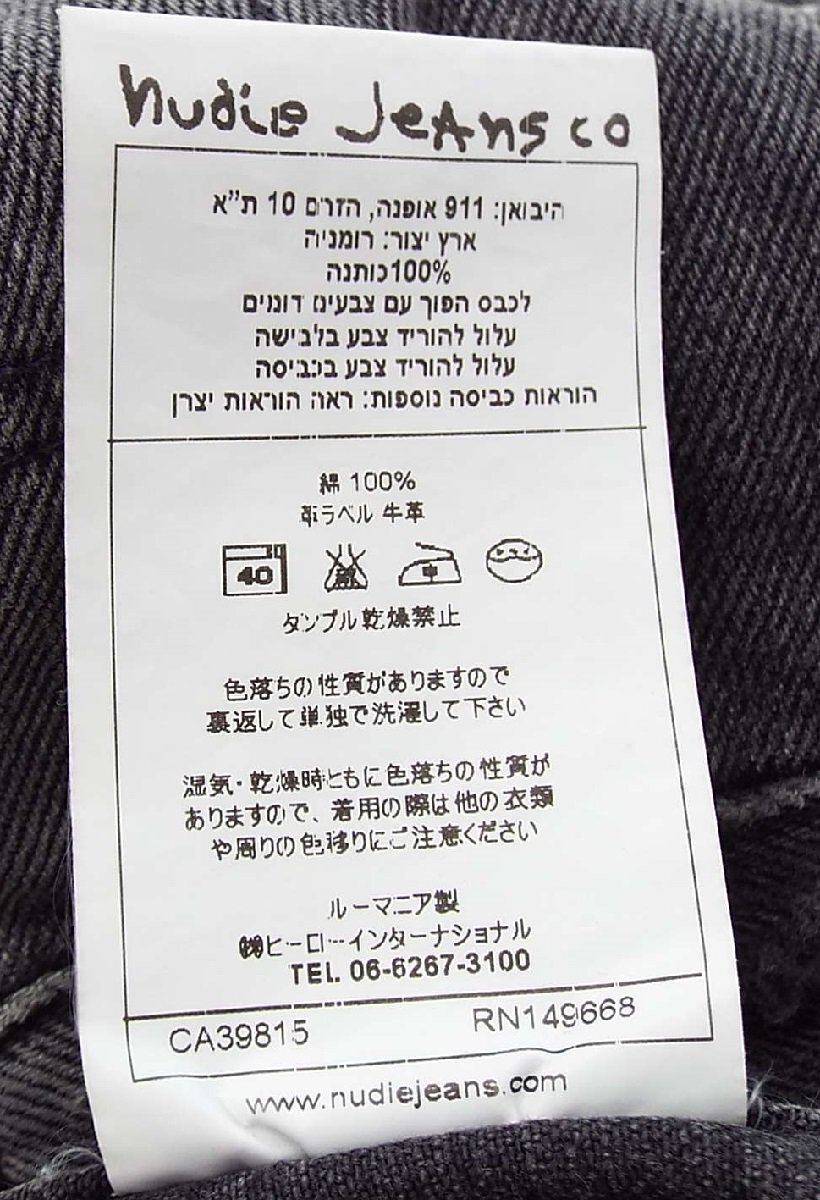 nudie Jeans co
היבואן: 911 אופנה, הזרם 10 ת"א
ארץ יצור: רומניה
100%כותנה
לכבס הפוך עם צבעים דומים
עלול להוריד צבע בלבישה
עלול להוריד צבע בכביסה
הוראות כביסה נוספות: ראה הוראות יצרן
綿 100%
革ラベル 牛革
40 中
タンブル乾燥禁止
色落ちの性質がありますので
裏返して単独で洗濯して下さい
湿気・乾燥時ともに色落ちの性質が
ありますので、着用の際は他の衣類
や周りの色移りにご注意ください
ルーマニア製
㈱ヒーローインターナショナル
TEL. 06-6267-3100
CA39815 RN149668
www.nudiejeans.com